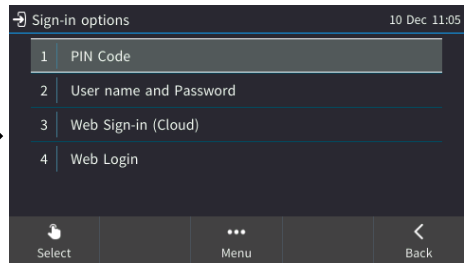 Sign-in options 10 Dec 11:05
1 PIN Code
2 User name and Password
3 Web Sign-in (Cloud)
4 Web Login
Select Menu Back